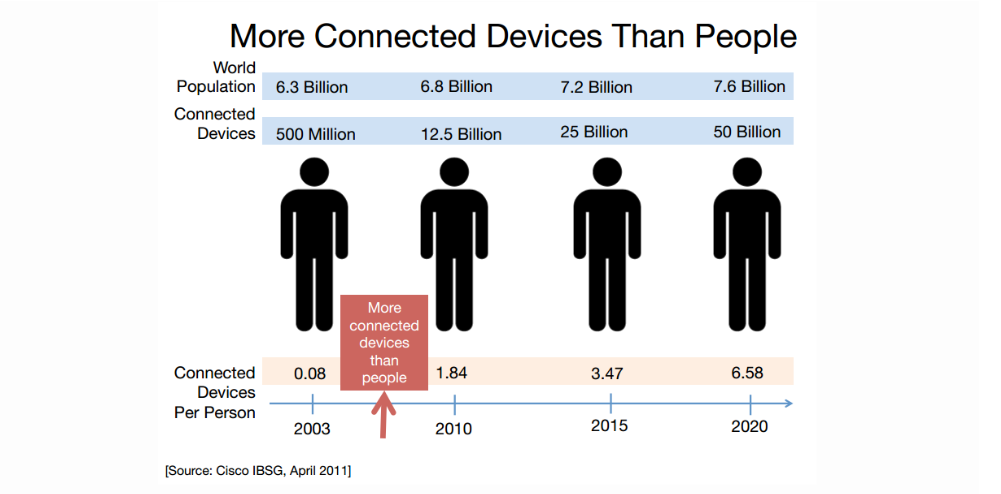 More Connected Devices Than People
World
Population
6.3 Billion 6.8 Billion 7.2 Billion 7.6 Billion
Connected
Devices
500 Million 12.5 Billion 25 Billion 50 Billion
More
connected
devices
than
people
Connected
Devices
Per Person
0.08 1.84 3.47 6.58
2003 2010 2015 2020
[Source: Cisco IBSG, April 2011]